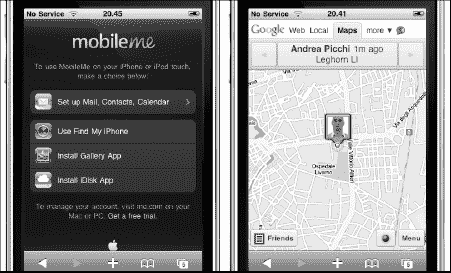 No Service 20.45
mobileme
To use MobileMe on your iPhone or iPod touch,
make a choice below:
Set up Mail, Contacts, Calendar
Use Find My iPhone
Install Gallery App
Install iDisk App
To manage your account, visit me.com on your
Mac or PC. Get a free trial.
No Service 20.41
Google Web Local Maps more ▼
Andrea Picchi 1m ago
Leghorn LI
Ospedale
Livorno
Friends
Menu